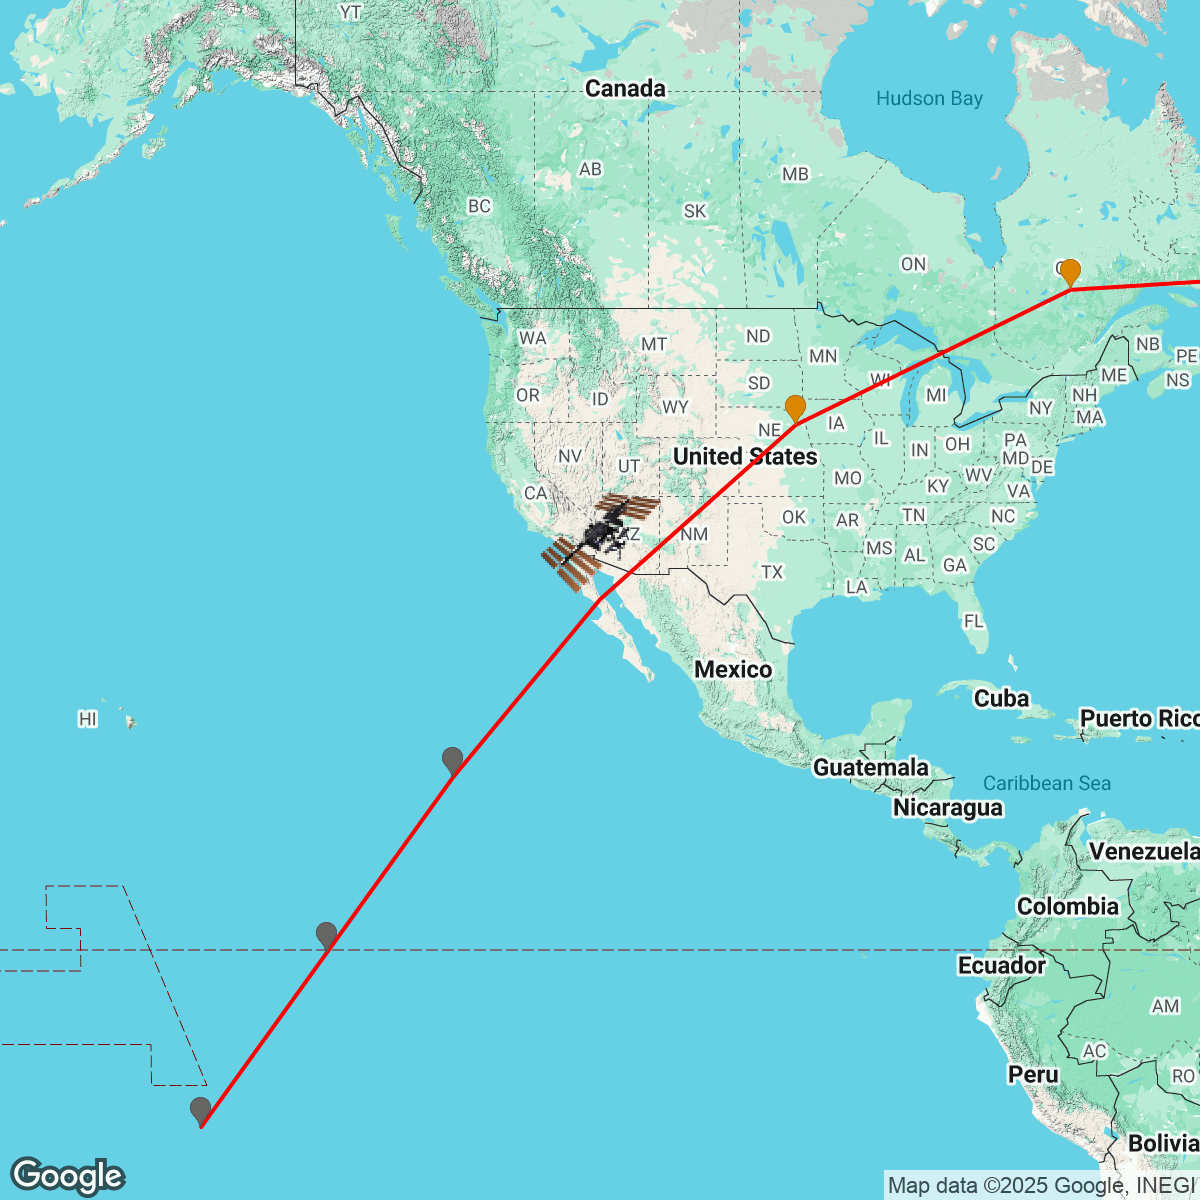 YT
Canada
Hudson Bay
AB
MB
BC
SK
ON
WA
MT
ND
MN
NB
PE
OR
ID
SD
WI
MI
ME
NS
WY
NH
NY
MA
NE
IA
IL
OH
PA
NV
UT
United States
IN
MD
DE
CA
MO
KY
WV
VA
OK
AR
TN
NC
AZ
NM
MS
AL
SC
GA
TX
LA
FL
Mexico
Cuba
HI
Puerto Rico
Guatemala
Caribbean Sea
Nicaragua
Venezuela
Colombia
Ecuador
AM
AC
Peru
RO
Bolivia
Google
Map data ©2025 Google, INEGI